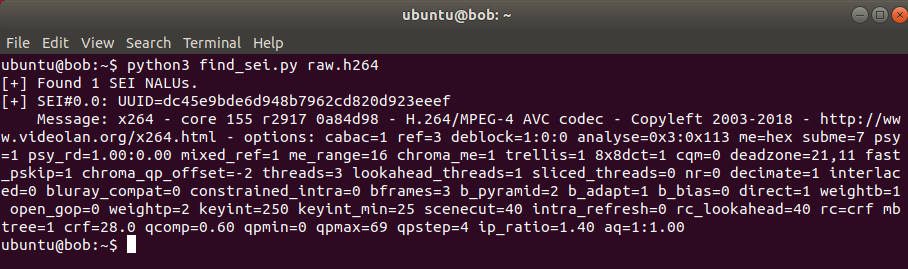 ubuntu@bob: ~
File Edit View Search Terminal Help
ubuntu@bob:~$ python3 find_sei.py raw.h264
[+] Found 1 SEI NALUs.
[+] SEI#0.0: UUID=dc45e9bde6d948b7962cd820d923eeef
    Message: x264 - core 155 r2917 0a84d98 - H.264/MPEG-4 AVC codec - Copyleft 2003-2018 - http://ww
w.videolan.org/x264.html - options: cabac=1 ref=3 deblock=1:0:0 analyse=0x3:0x113 me=hex subme=7 psy
=1 psy_rd=1.00:0.00 mixed_ref=1 me_range=16 chroma_me=1 trellis=1 8x8dct=1 cqm=0 deadzone=21,11 fast
_pskip=1 chroma_qp_offset=-2 threads=3 lookahead_threads=1 sliced_threads=0 nr=0 decimate=1 interlac
ed=0 bluray_compat=0 constrained_intra=0 bframes=3 b_pyramid=2 b_adapt=1 b_bias=0 direct=1 weightb=1
 open_gop=0 weightp=2 keyint=250 keyint_min=25 scenecut=40 intra_refresh=0 rc_lookahead=40 rc=crf mb
tree=1 crf=28.0 qcomp=0.60 qpmin=0 qpmax=69 qpstep=4 ip_ratio=1.40 aq=1:1.00
ubuntu@bob:~$